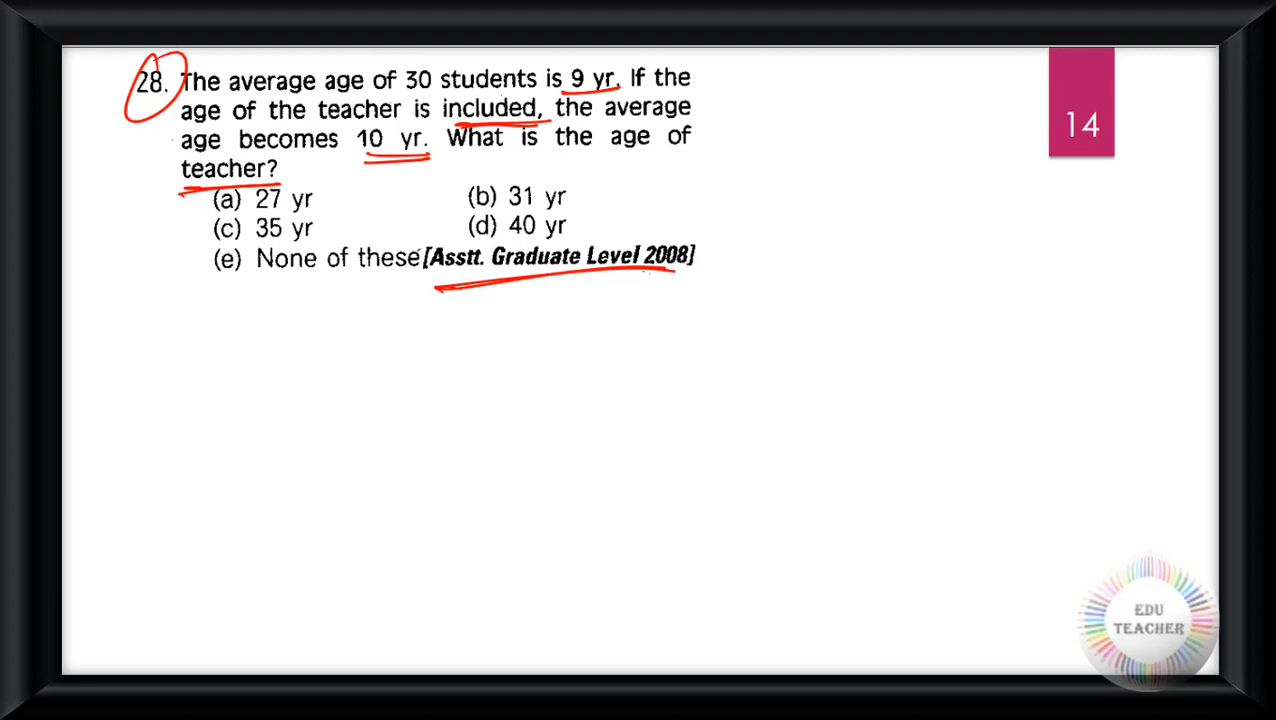 28. The average age of 30 students is 9 yr. If the
age of the teacher is included, the average
age becomes 10 yr. What is the age of
teacher?
(a) 27 yr (b) 31 yr
(c) 35 yr (d) 40 yr
(e) None of these [Asstt. Graduate Level 2008]
14
EDU
TEACHER